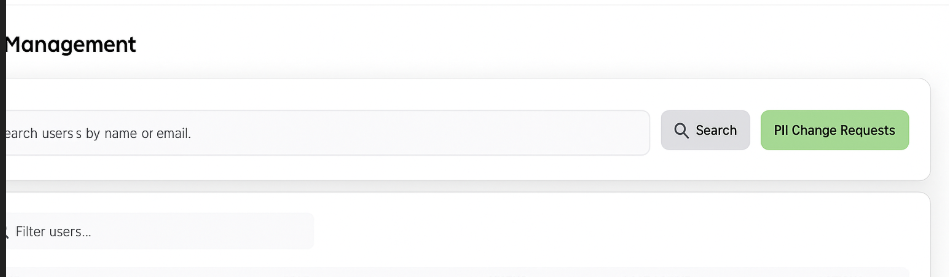 Management
earch users s by name or email.
Search
PII Change Requests
Filter users...